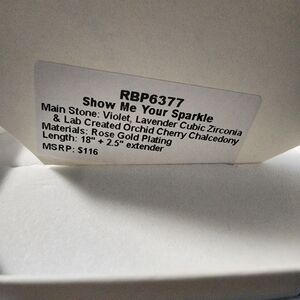 RBP6377
Show Me Your Sparkle
Main Stone: Violet, Lavender Cubic Zirconia
& Lab Created Orchid Cherry Chalcedony
Materials: Rose Gold Plating
Length: 18" + 2.5" extender
MSRP: $116